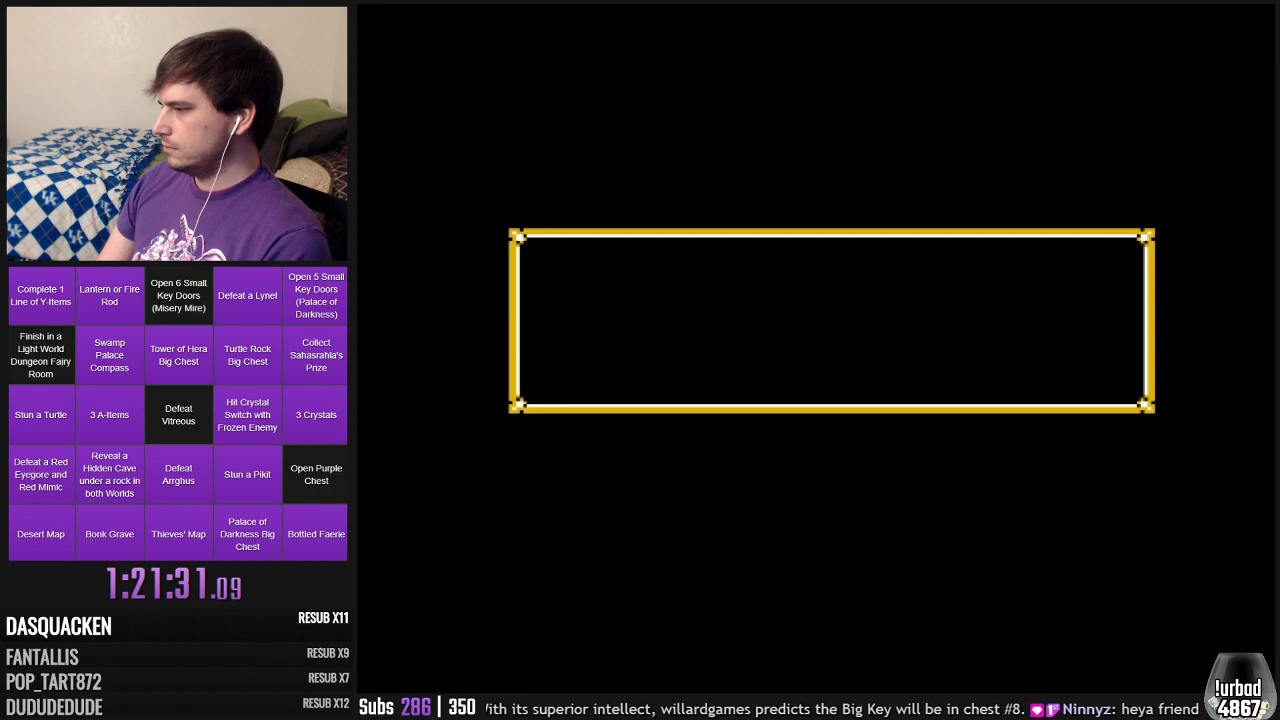 Complete 1 Line of Y-Items
Lantern or Fire Rod
Open 6 Small Key Doors (Misery Mire)
Defeat a Lynel
Open 5 Small Key Doors (Palace of Darkness)
Finish in a Light World Dungeon Fairy Room
Swamp Palace Compass
Tower of Hera Big Chest
Turtle Rock Big Chest
Collect Sahasrahla's Prize
Stun a Turtle
3 A-Items
Defeat Vitreous
Hit Crystal Switch with Frozen Enemy
3 Crystals
Defeat a Red Eyegore and Red Mimic
Reveal a Hidden Cave under a rock in both Worlds
Defeat Arrghus
Stun a Pikit
Open Purple Chest
Desert Map
Bonk Grave
Thieves' Map
Palace of Darkness Big Chest
Bottled Faerie
1:21:31.09
DASQUACKEN RESUB X11
FANTALLIS RESUB X9
POP_TART872 RESUB X7
DUDUDEDUDE RESUB X12
Subs 286 | 350 ith its superior intellect, willardgames predicts the Big Key will be in chest #8. Ninnyz: heya friend
!urbad
4867